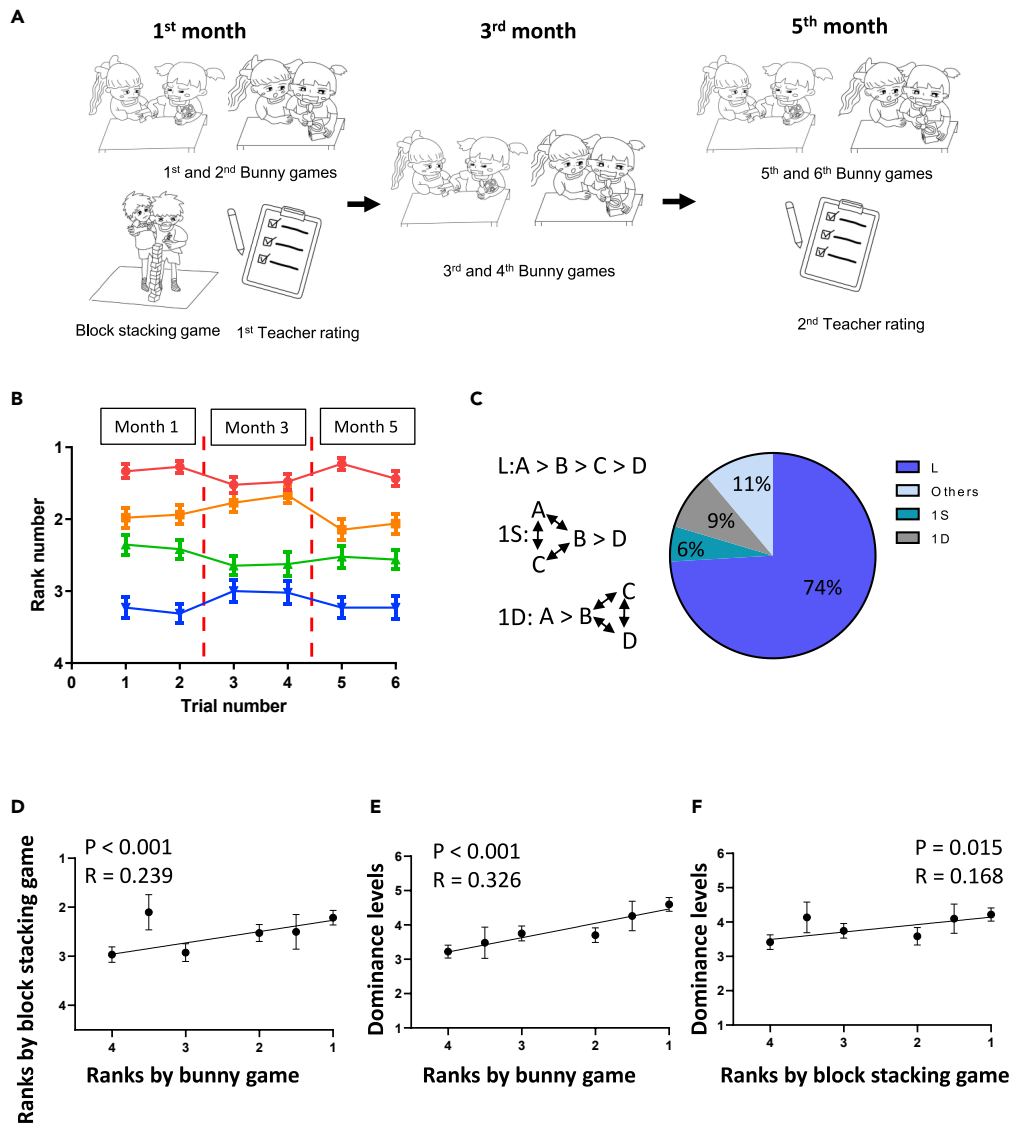 A
1st month
3rd month
5th month
1st and 2nd Bunny games
5th and 6th Bunny games
3rd and 4th Bunny games
Block stacking game
1st Teacher rating
2nd Teacher rating
B
Month 1
Month 3
Month 5
Rank number
1
2
3
4
0
1
2
3
4
5
6
Trial number
C
L:A > B > C > D
A
1S:
B > D
C
1D: A > B
C
D
11%
9%
6%
74%
L
Others
1S
1D
D
P < 0.001
R = 0.239
Ranks by block stacking game
1
2
3
4
4
3
2
1
Ranks by bunny game
E
P < 0.001
R = 0.326
Dominance levels
6
5
4
3
2
1
4
3
2
1
Ranks by bunny game
F
P = 0.015
R = 0.168
Dominance levels
6
5
4
3
2
1
4
3
2
1
Ranks by block stacking game